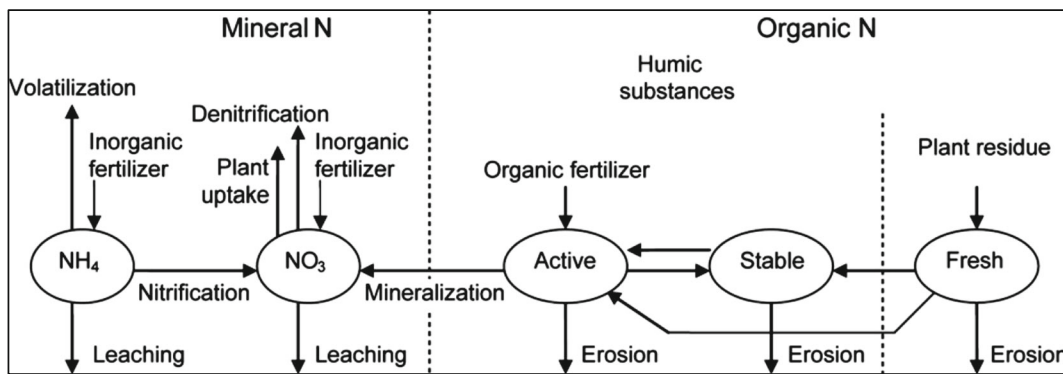 Mineral N
Organic N
Humic
substances
Volatilization
Denitrification
Inorganic
fertilizer
Plant
uptake
Inorganic
fertilizer
Organic fertilizer
Plant residue
NH₄
NO₃
Active
Stable
Fresh
Nitrification
Mineralization
Leaching
Leaching
Erosion
Erosion
Erosion